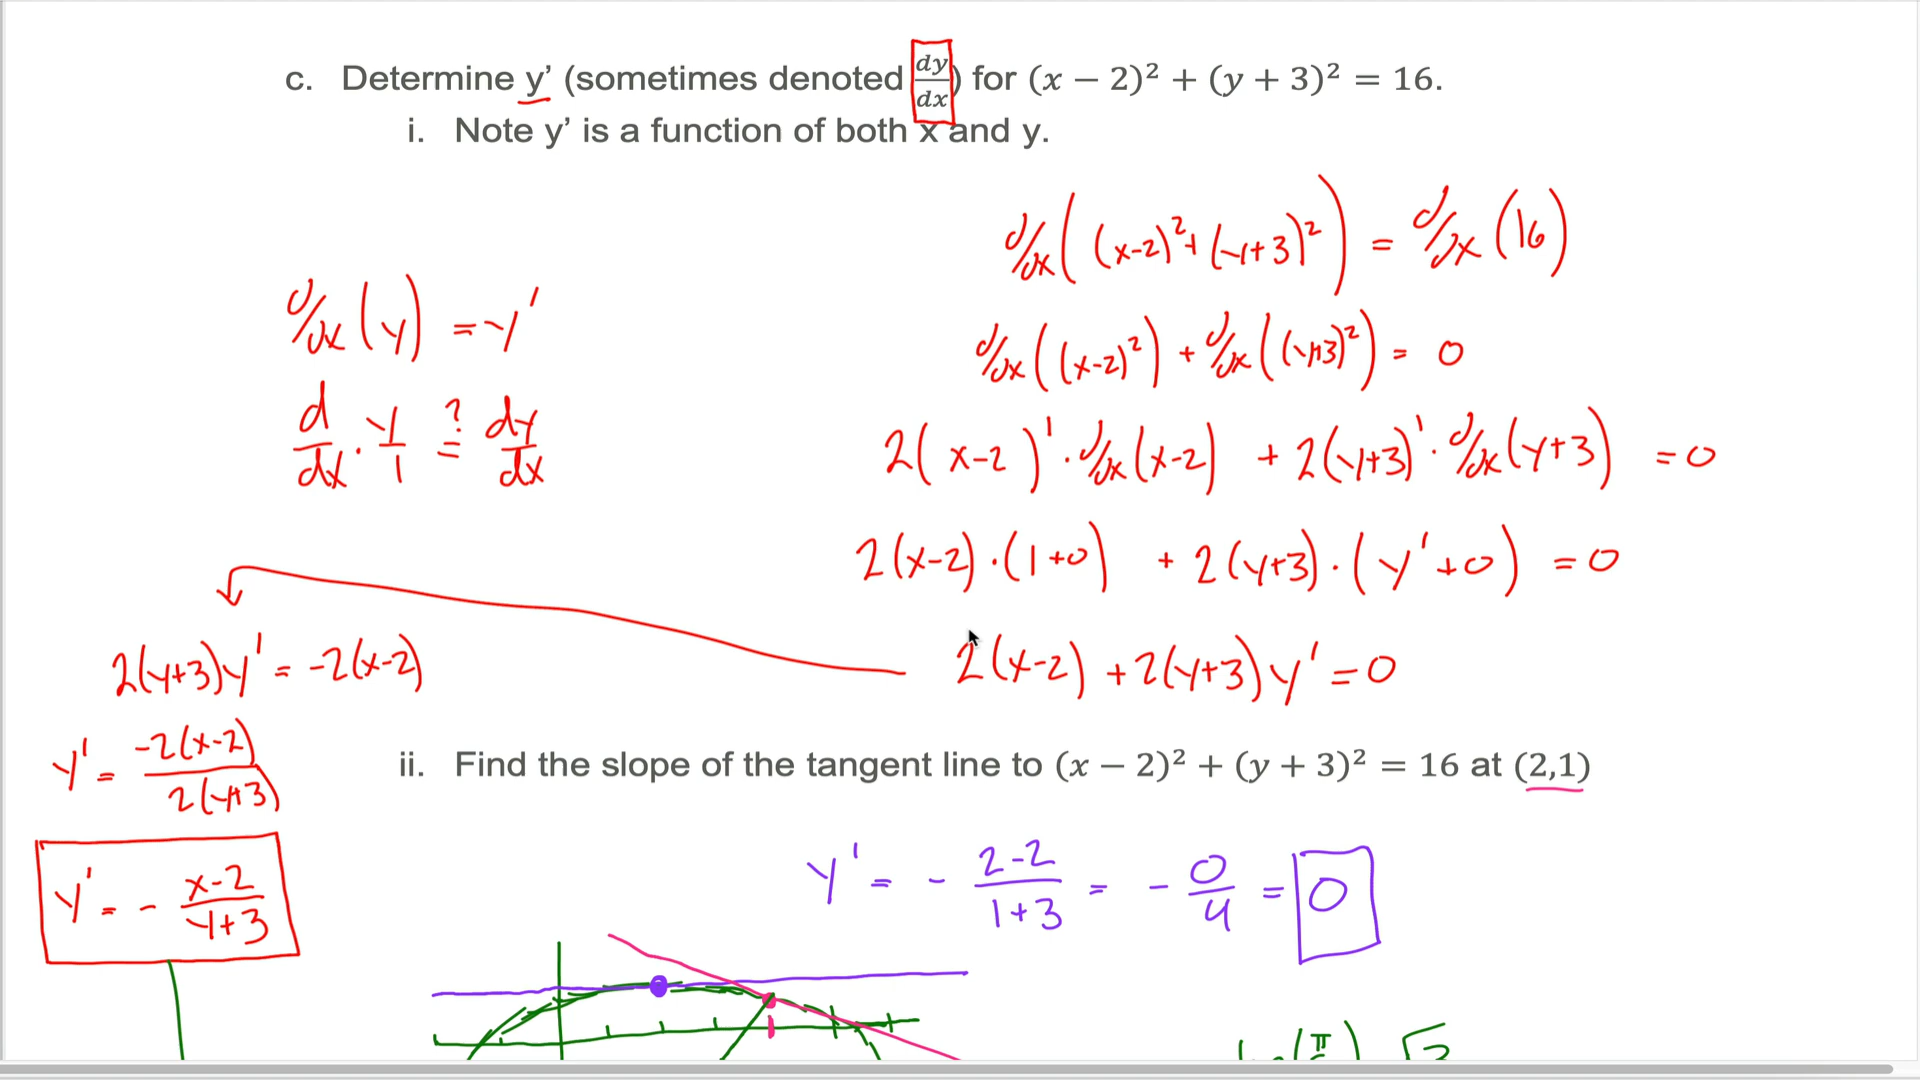 c. Determine y’ (sometimes denoted dy/dx) for (x − 2)² + (y + 3)² = 16.
i. Note y’ is a function of both x and y.
d/dx((x-2)²+(y+3)²) = d/dx(16)
d/dx(y) = y'
d/dx((x-2)²) + d/dx((y+3)²) = 0
d/dx · y/1 ?= dy/dx
2(x-2)¹ · d/dx(x-2) + 2(y+3)¹ · d/dx(y+3) = 0
2(x-2)·(1+0) + 2(y+3)·(y'+0) = 0
2(x-2) + 2(y+3)y' = 0
2(y+3)y' = -2(x-2)
y' = -2(x-2)/2(y+3)
y' = - x-2/y+3
ii. Find the slope of the tangent line to (x − 2)² + (y + 3)² = 16 at (2,1)
y' = - 2-2/1+3 = - 0/4 = 0